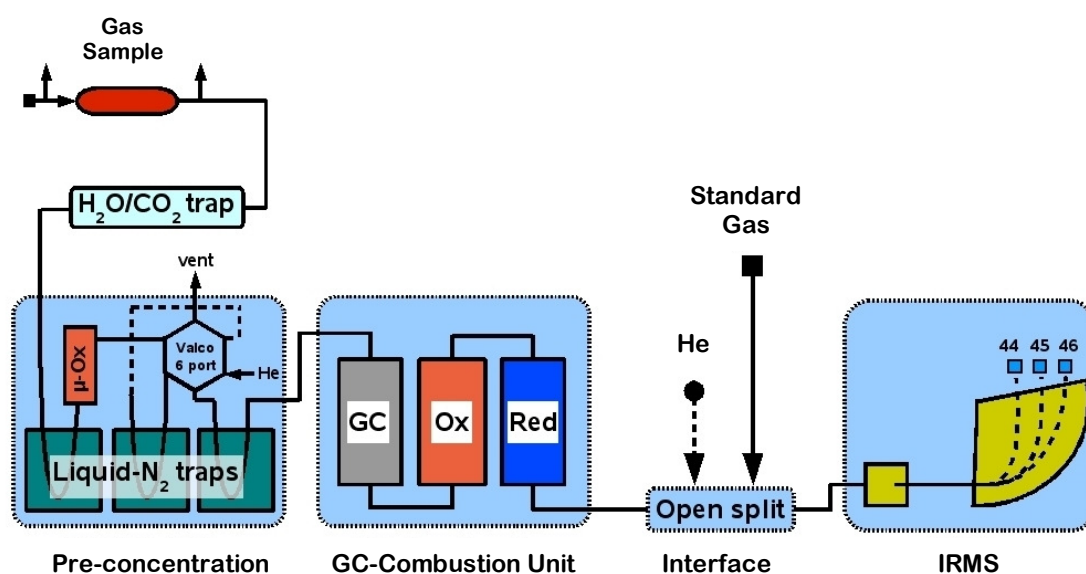 Gas
Sample
H₂O/CO₂ trap
Standard
Gas
vent
44 45 46
μ-Ox
Valco
6 port
He
He
GC
Ox
Red
Liquid-N₂ traps
Open split
Pre-concentration
GC-Combustion Unit
Interface
IRMS